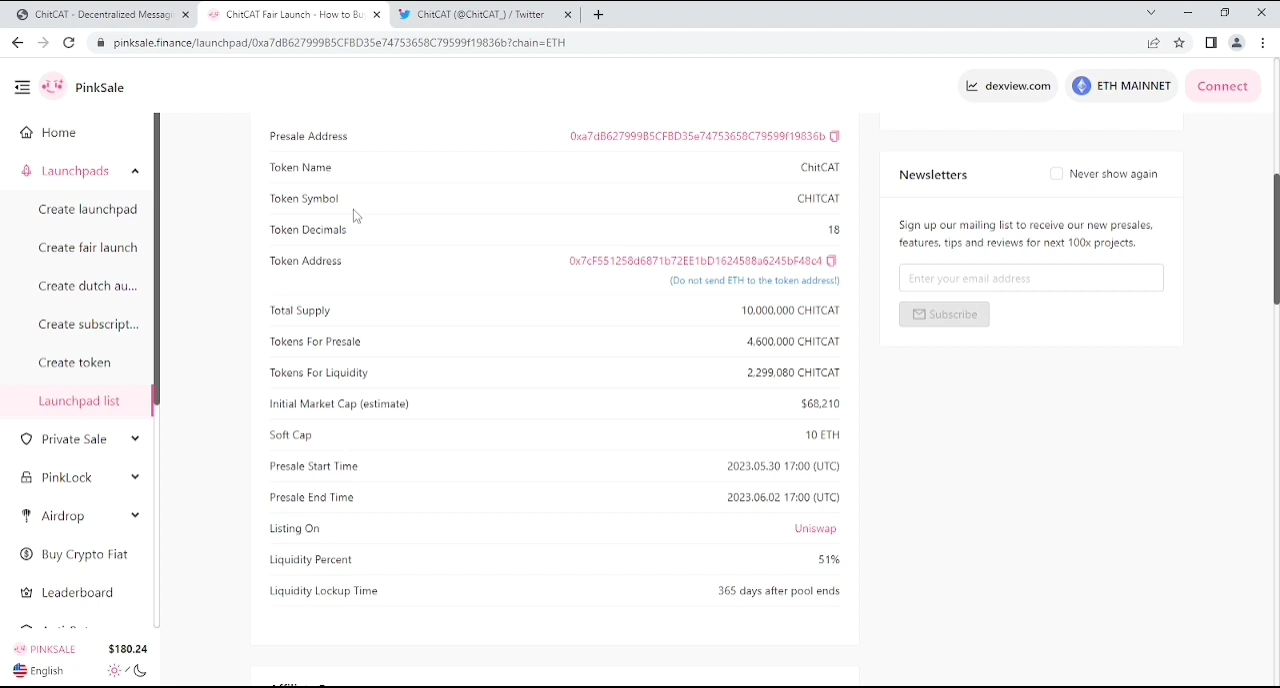 ChitCAT - Decentralized Messag
ChitCAT Fair Launch - How to Bu
ChitCAT (@ChitCAT_) / Twitter
pinksale.finance/launchpad/0xa7dB627999B5CFBD35e74753658C79599f19836b?chain=ETH
PinkSale
dexview.com
ETH MAINNET
Connect
Home
Launchpads
Create launchpad
Create fair launch
Create dutch au...
Create subscript...
Create token
Launchpad list
Private Sale
PinkLock
Airdrop
Buy Crypto Fiat
Leaderboard
PINKSALE $180.24
English /
Presale Address 0xa7dB627999B5CFBD35e74753658C79599f19836b
Token Name ChitCAT
Token Symbol CHITCAT
Token Decimals 18
Token Address 0x7cF551258d6871b72EE1bD1624588a6245bF48c4
(Do not send ETH to the token address!)
Total Supply 10,000,000 CHITCAT
Tokens For Presale 4,600,000 CHITCAT
Tokens For Liquidity 2,299,080 CHITCAT
Initial Market Cap (estimate) $68,210
Soft Cap 10 ETH
Presale Start Time 2023.05.30 17:00 (UTC)
Presale End Time 2023.06.02 17:00 (UTC)
Listing On Uniswap
Liquidity Percent 51%
Liquidity Lockup Time 365 days after pool ends
Newsletters
Never show again
Sign up our mailing list to receive our new presales,
features, tips and reviews for next 100x projects.
Enter your email address
Subscribe